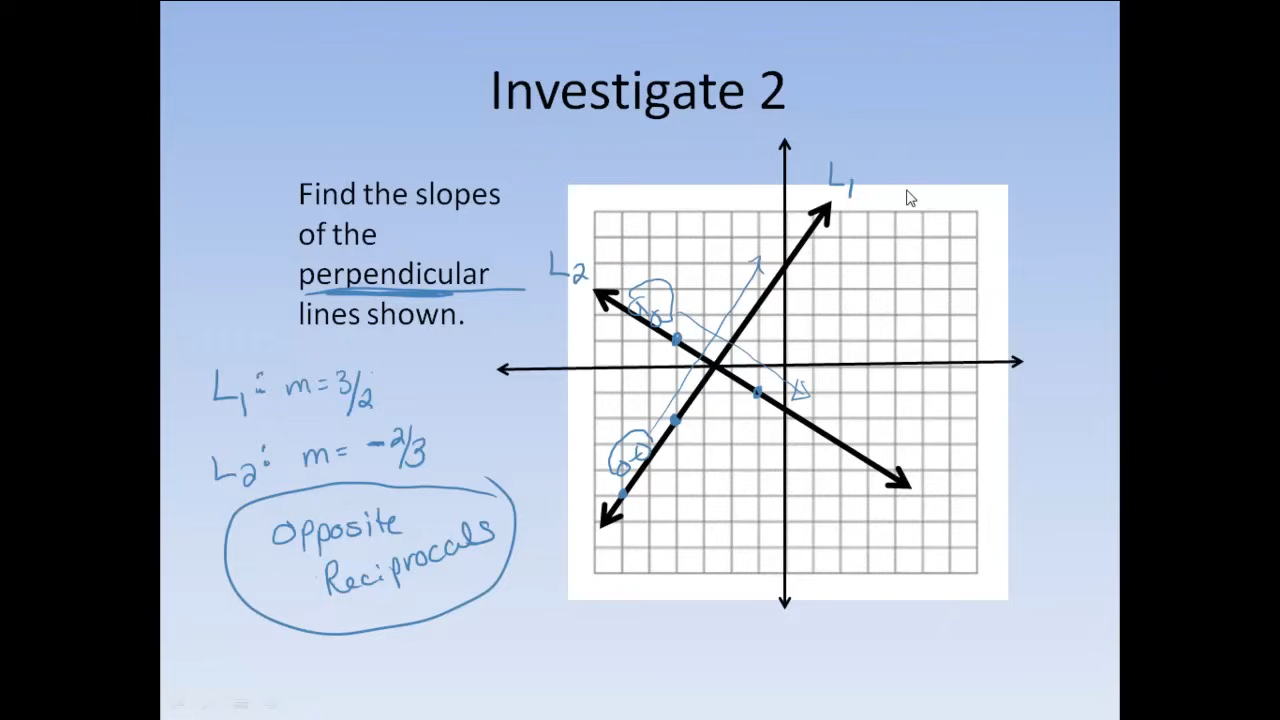 Investigate 2
Find the slopes
of the
perpendicular
lines shown.
L1
L2
L1: m = 3/2
L2: m = -2/3
Opposite
Reciprocals